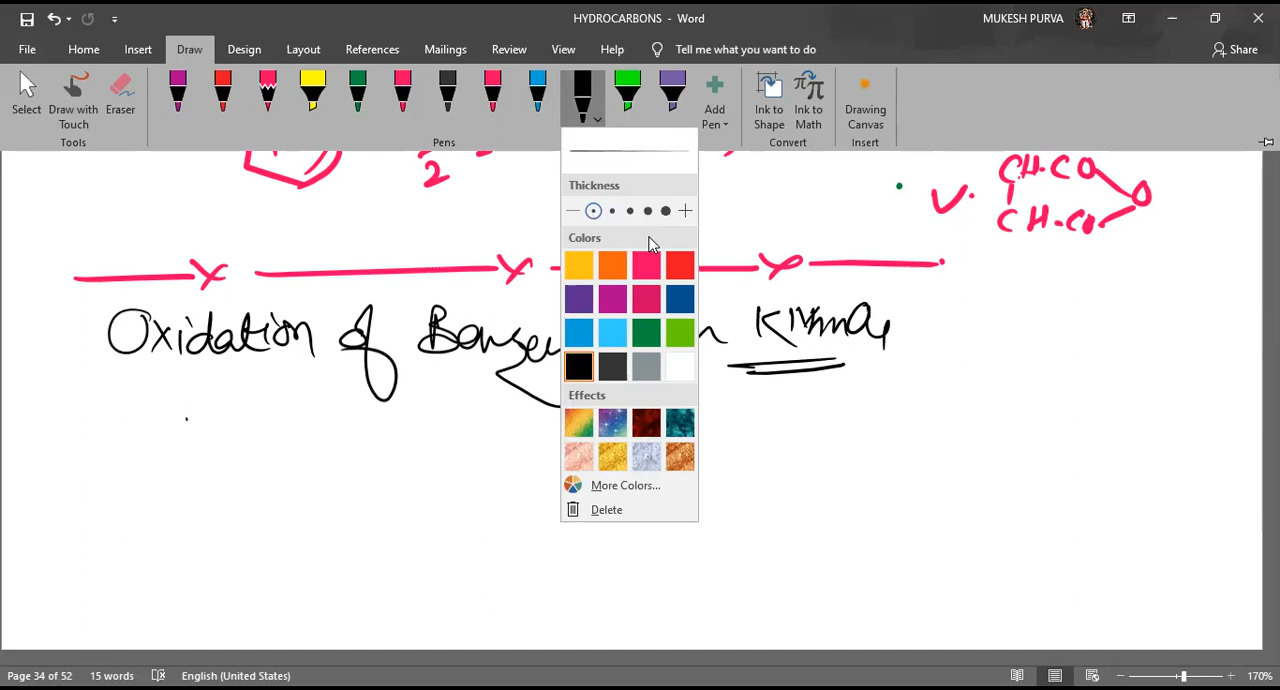 HYDROCARBONS - Word
MUKESH PURVA
File Home Insert Draw Design Layout References Mailings Review View Help Tell me what you want to do Share
Select Draw with Touch Eraser Add Pen Ink to Shape Ink to Math Drawing Canvas
Tools Pens Convert Insert
Thickness
Colors
Effects
More Colors...
Delete
2
V. CH.CO O
CH.CO
Oxidation of KMnO4
Page 34 of 52 15 words English (United States) 170%